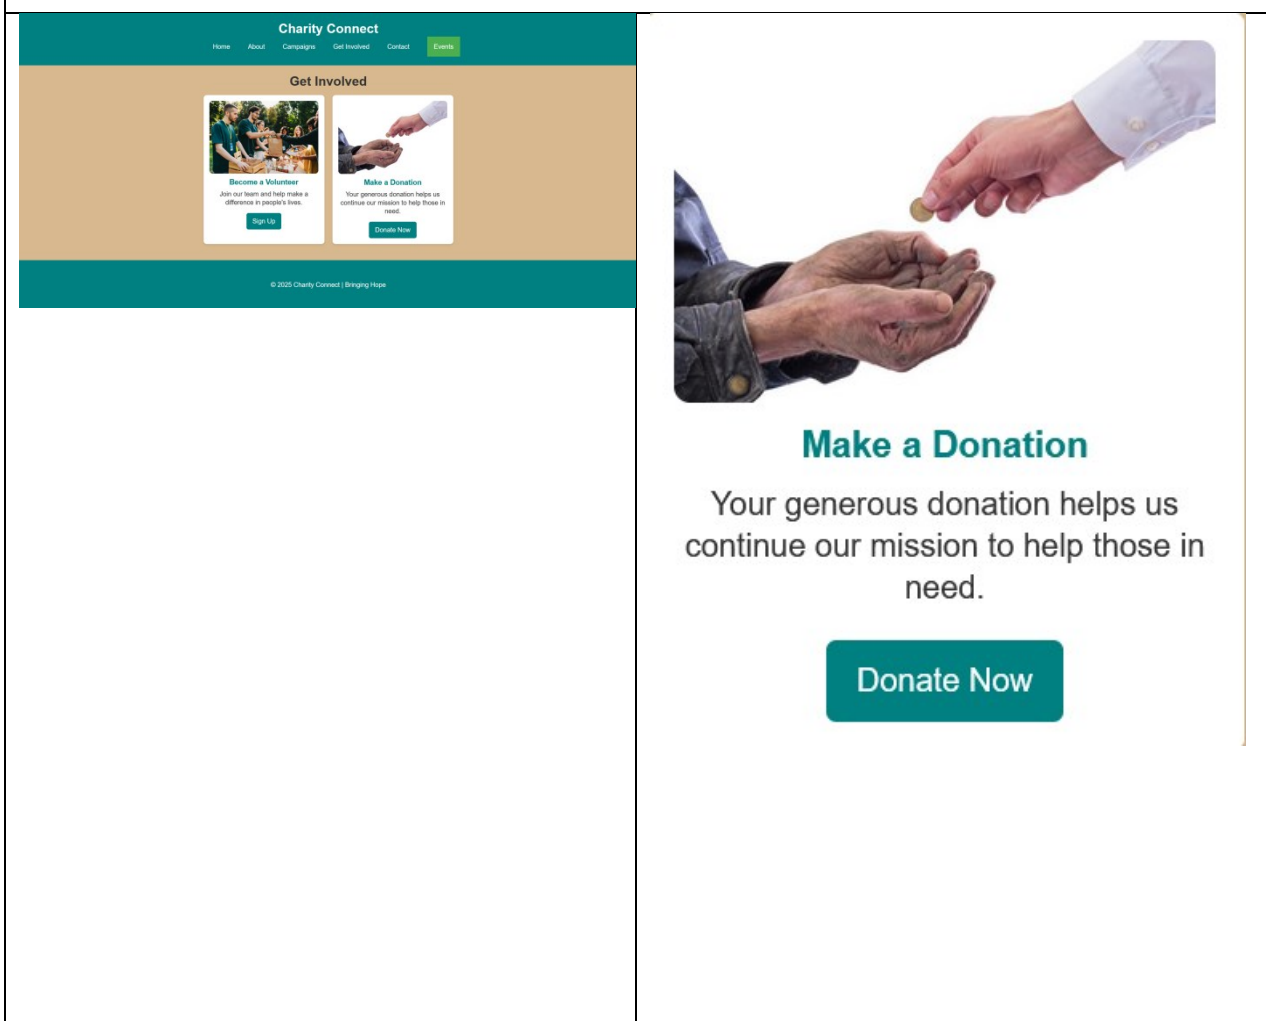 Charity Connect
Home About Campaigns Get Involved Contact Events
Get Involved
Become a Volunteer
Join our team and help make a
difference in people's lives.
Sign Up
Make a Donation
Your generous donation helps us
continue our mission to help those in
need.
Donate Now
© 2025 Charity Connect | Bringing Hope
Make a Donation
Your generous donation helps us
continue our mission to help those in
need.
Donate Now